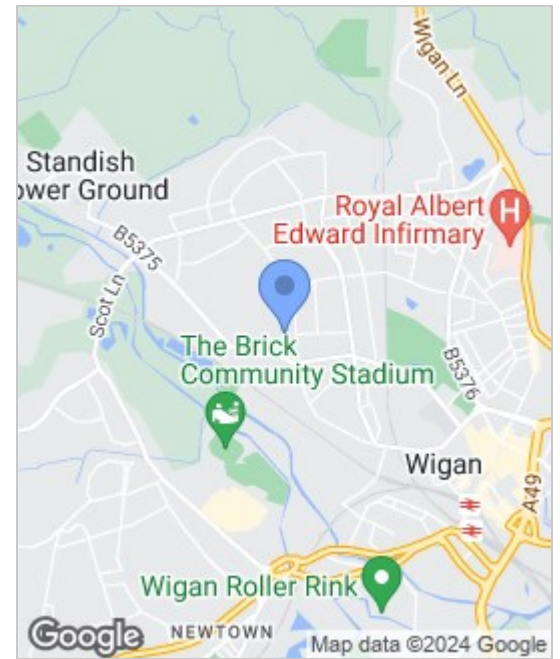 Wigan Ln
Standish
ower Ground
Royal Albert
Edward Infirmary
H
B5375
Scot Ln
The Brick
Community Stadium
B5376
Wigan
A49
Wigan Roller Rink
Google
NEWTOWN
Map data ©2024 Google